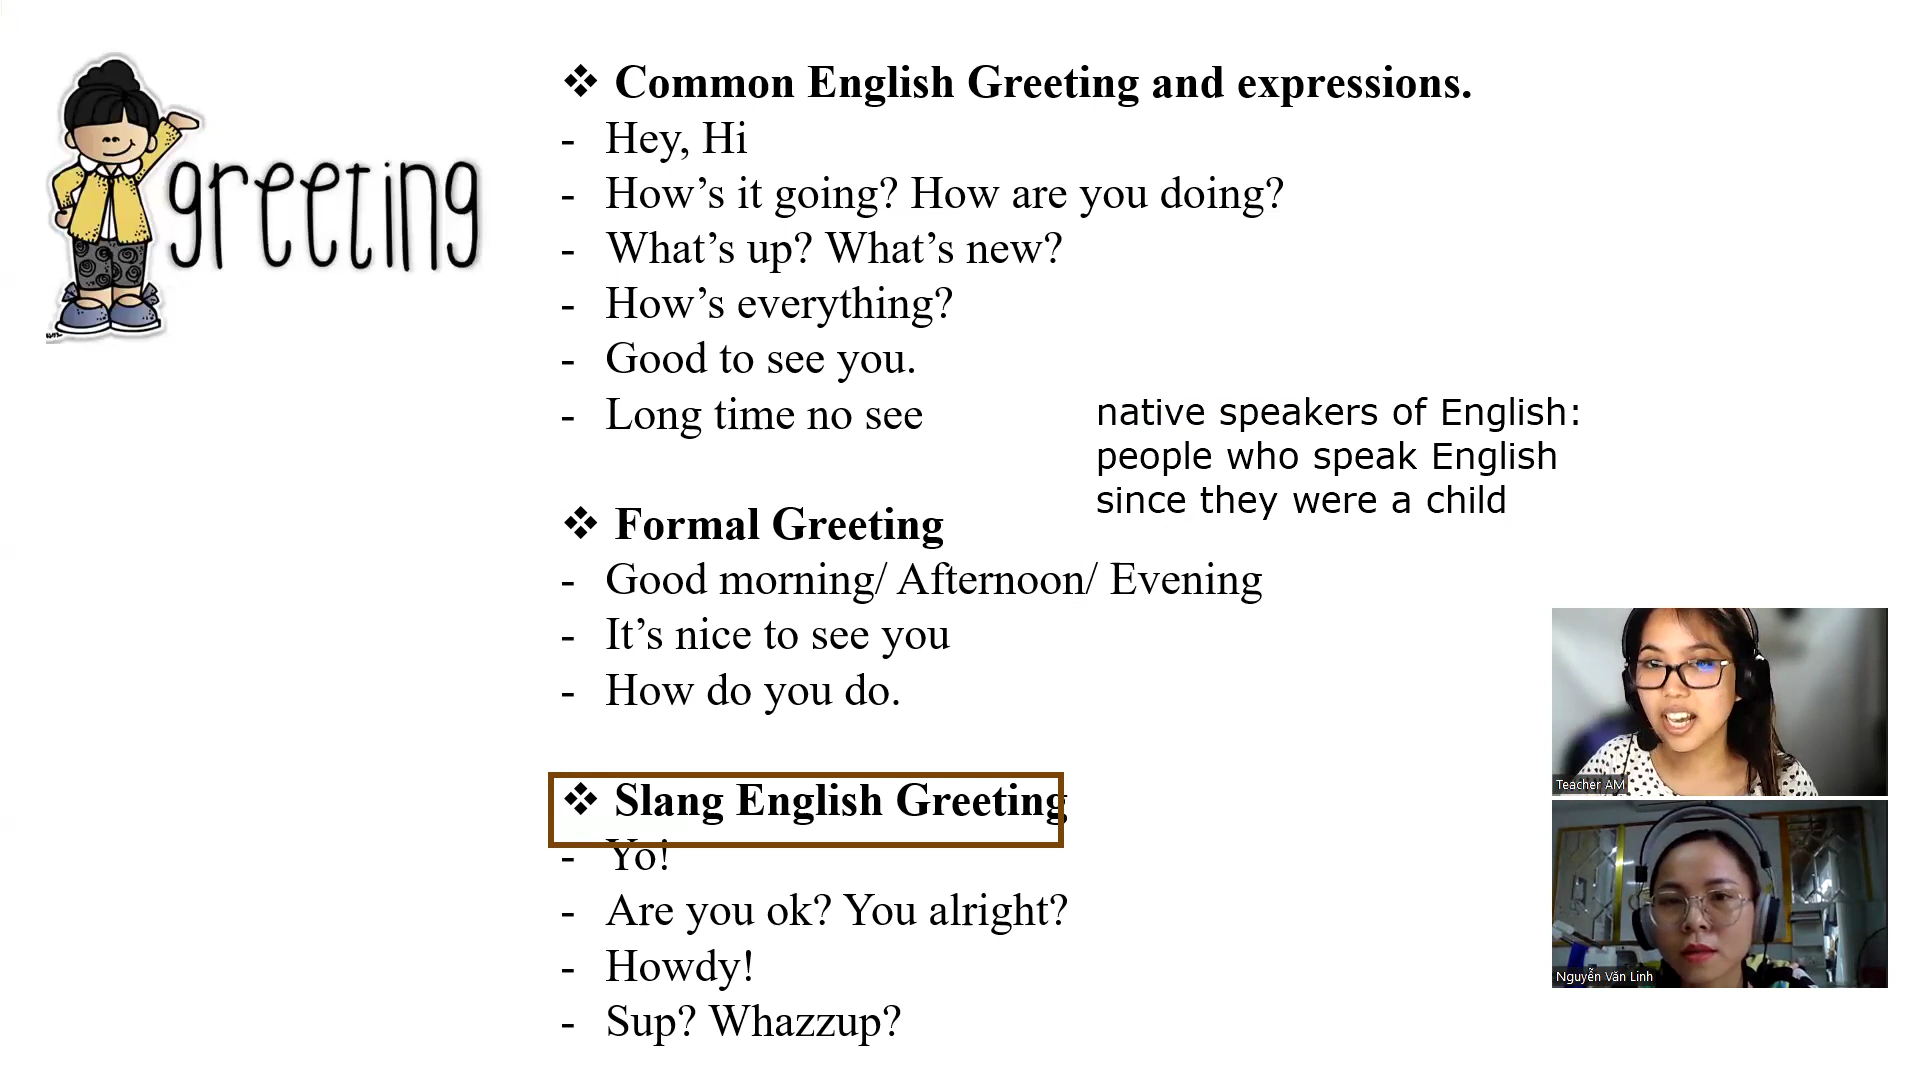 greeting
❖ Common English Greeting and expressions.
- Hey, Hi
- How’s it going? How are you doing?
- What’s up? What’s new?
- How’s everything?
- Good to see you.
- Long time no see
native speakers of English:
people who speak English
since they were a child
❖ Formal Greeting
- Good morning/ Afternoon/ Evening
- It’s nice to see you
- How do you do.
❖ Slang English Greeting
- Yo!
- Are you ok? You alright?
- Howdy!
- Sup? Whazzup?
Teacher AM
Nguyễn Văn Linh